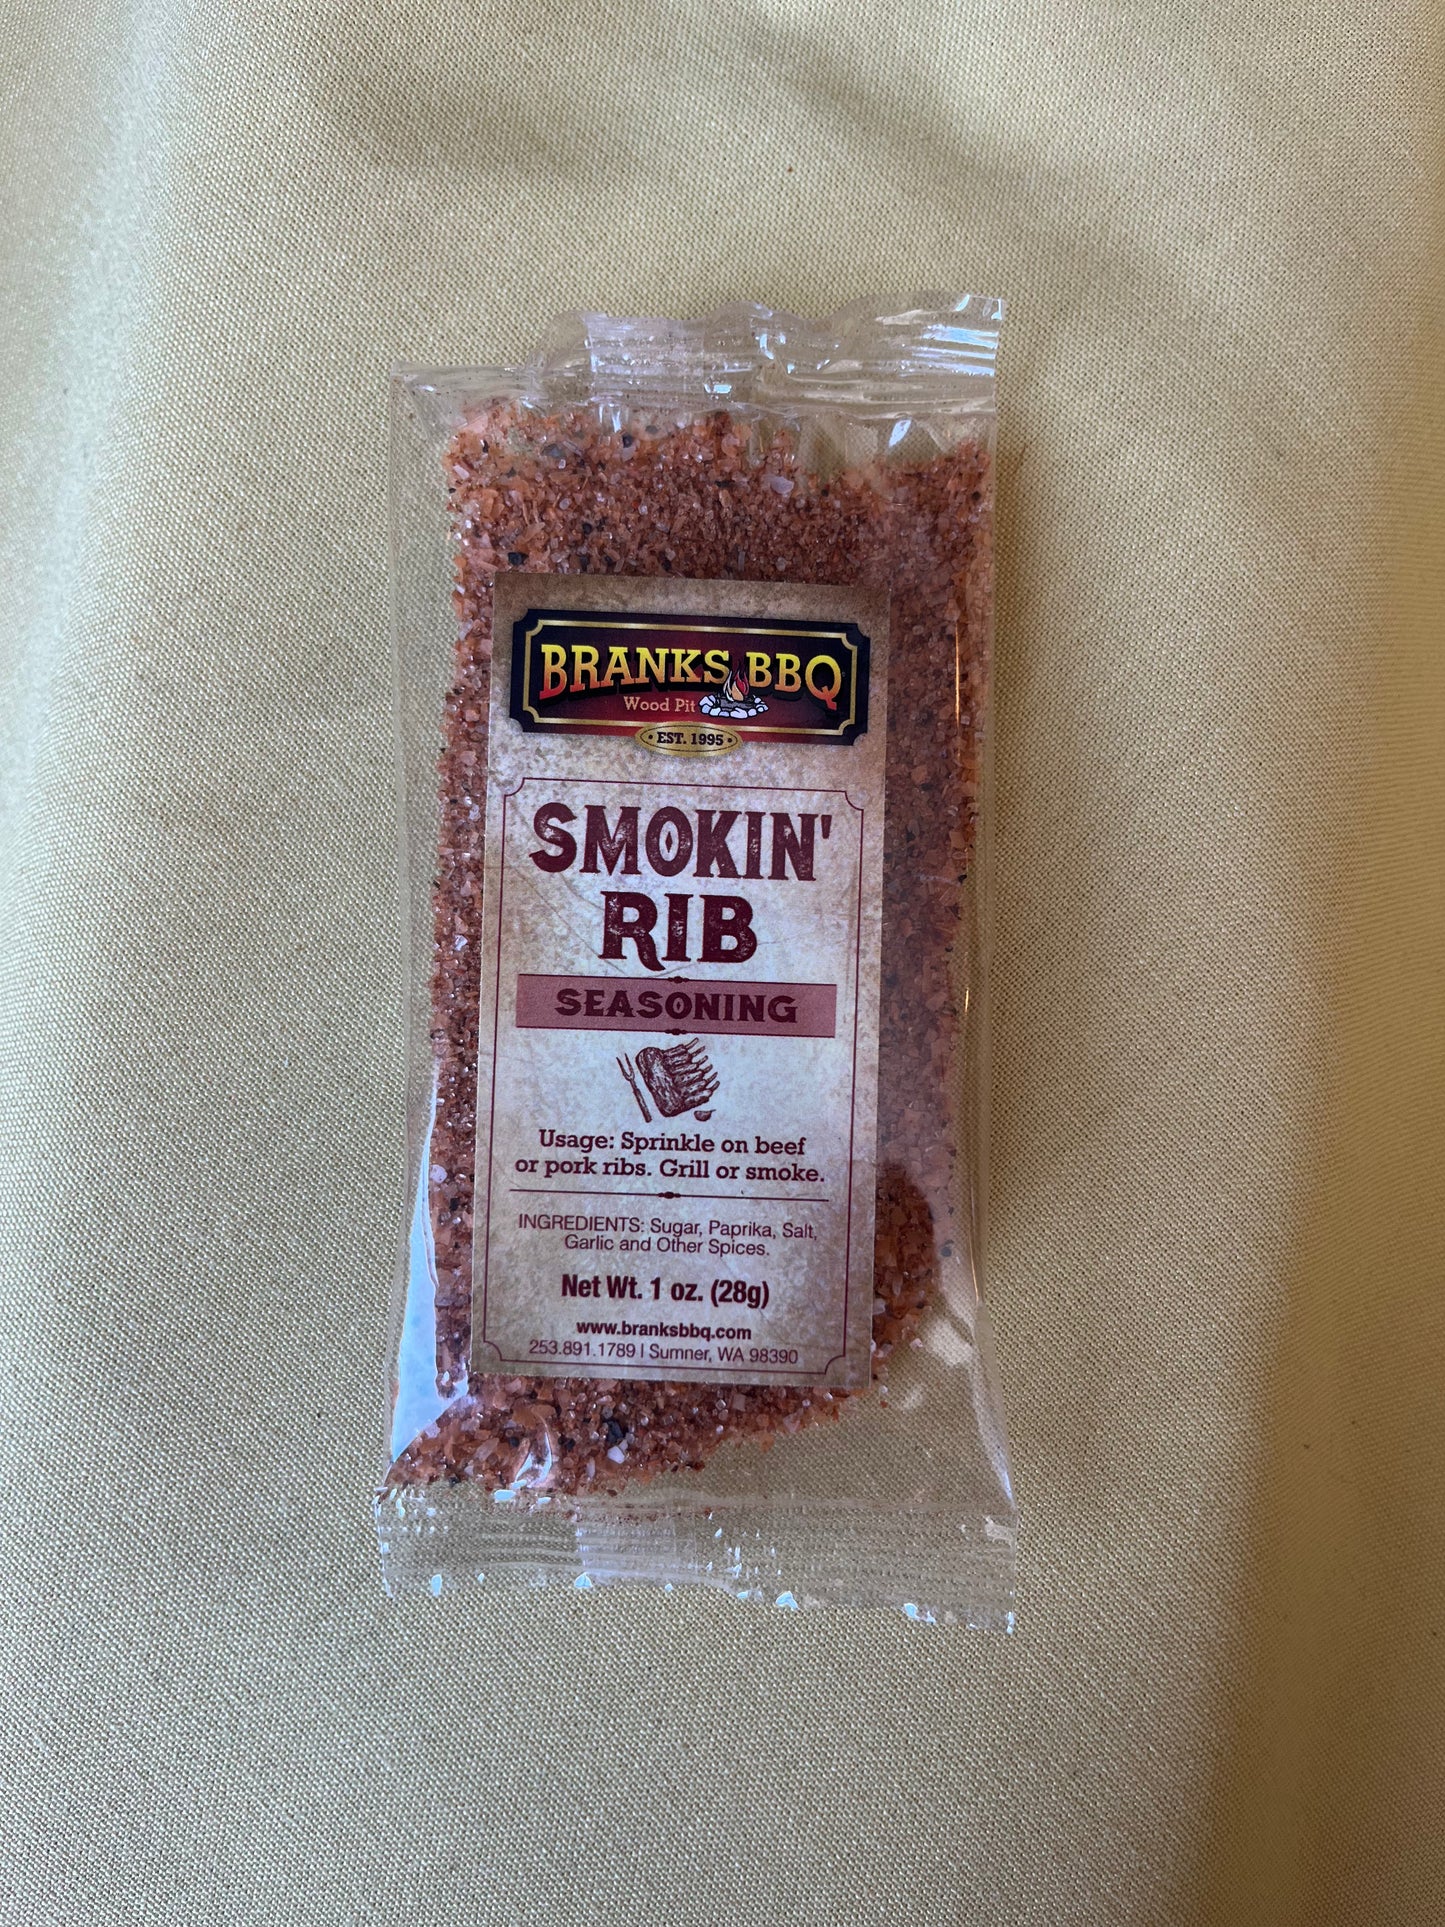 BRANKS BBQ
Wood Pit
• EST. 1995 •
SMOKIN'
RIB
SEASONING
Usage: Sprinkle on beef
or pork ribs. Grill or smoke.
INGREDIENTS: Sugar, Paprika, Salt,
Garlic and Other Spices.
Net Wt. 1 oz. (28g)
www.branksbbq.com
253.891.1789 | Sumner, WA 98390